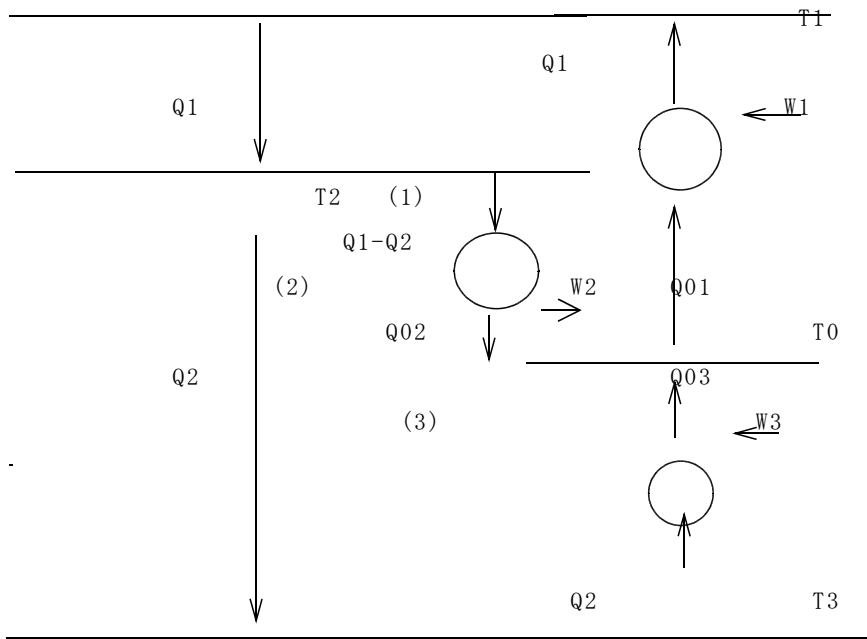 T1
Q1
Q1 W1
T2 (1)
Q1-Q2
(2) W2 Q01
Q02 T0
Q2 Q03
(3) W3
Q2 T3